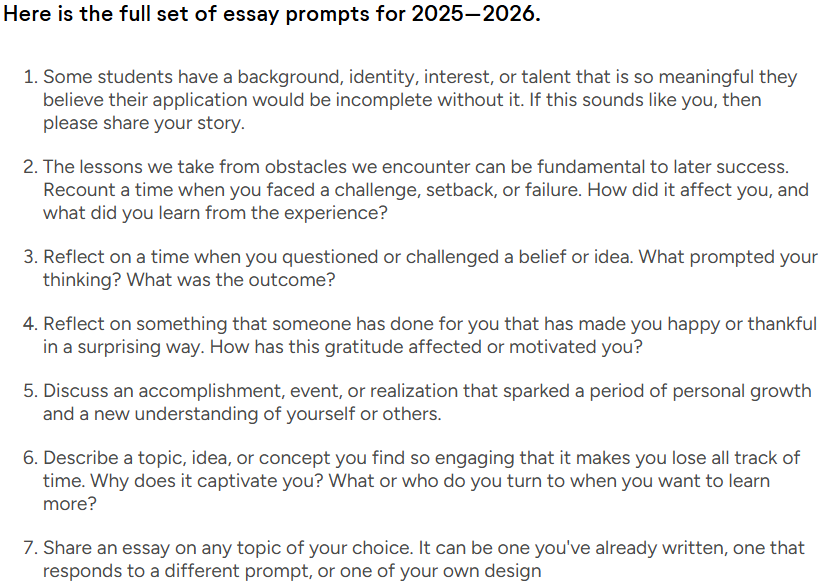 Here is the full set of essay prompts for 2025—2026.
1. Some students have a background, identity, interest, or talent that is so meaningful they
believe their application would be incomplete without it. If this sounds like you, then
please share your story.
2. The lessons we take from obstacles we encounter can be fundamental to later success.
Recount a time when you faced a challenge, setback, or failure. How did it affect you, and
what did you learn from the experience?
3. Reflect on a time when you questioned or challenged a belief or idea. What prompted your
thinking? What was the outcome?
4. Reflect on something that someone has done for you that has made you happy or thankful
in a surprising way. How has this gratitude affected or motivated you?
5. Discuss an accomplishment, event, or realization that sparked a period of personal growth
and a new understanding of yourself or others.
6. Describe a topic, idea, or concept you find so engaging that it makes you lose all track of
time. Why does it captivate you? What or who do you turn to when you want to learn
more?
7. Share an essay on any topic of your choice. It can be one you've already written, one that
responds to a different prompt, or one of your own design